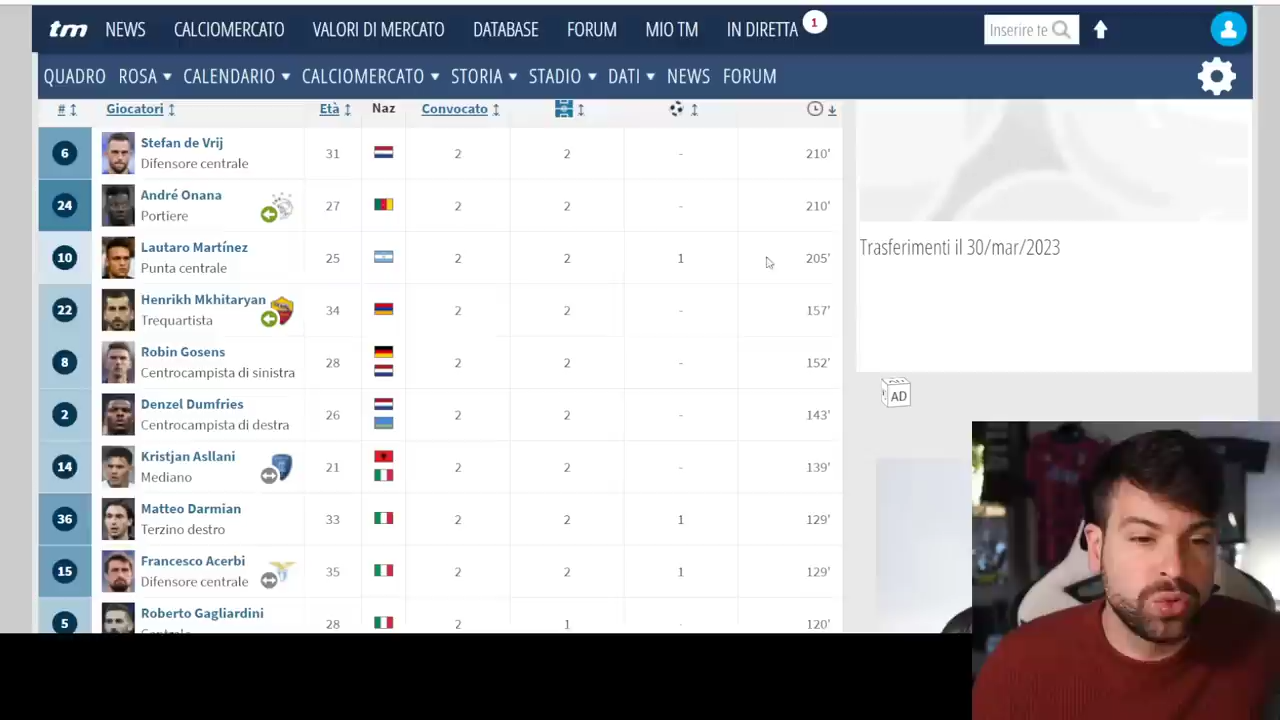 tm NEWS CALCIOMERCATO VALORI DI MERCATO DATABASE FORUM MIO TM IN DIRETTA 1 Inserire te
QUADRO ROSA CALENDARIO CALCIOMERCATO STORIA STADIO DATI NEWS FORUM
# Giocatori Età Naz Convocato
6 Stefan de Vrij 31 2 2 - 210'
Difensore centrale
24 André Onana 27 2 2 - 210'
Portiere
10 Lautaro Martínez 25 2 2 1 205'
Punta centrale
22 Henrikh Mkhitaryan 34 2 2 - 157'
Trequartista
8 Robin Gosens 28 2 2 - 152'
Centrocampista di sinistra
2 Denzel Dumfries 26 2 2 - 143'
Centrocampista di destra
14 Kristjan Asllani 21 2 2 - 139'
Mediano
36 Matteo Darmian 33 2 2 1 129'
Terzino destro
15 Francesco Acerbi 35 2 2 1 129'
Difensore centrale
5 Roberto Gagliardini 28 2 1 - 120'
Trasferimenti il 30/mar/2023
AD